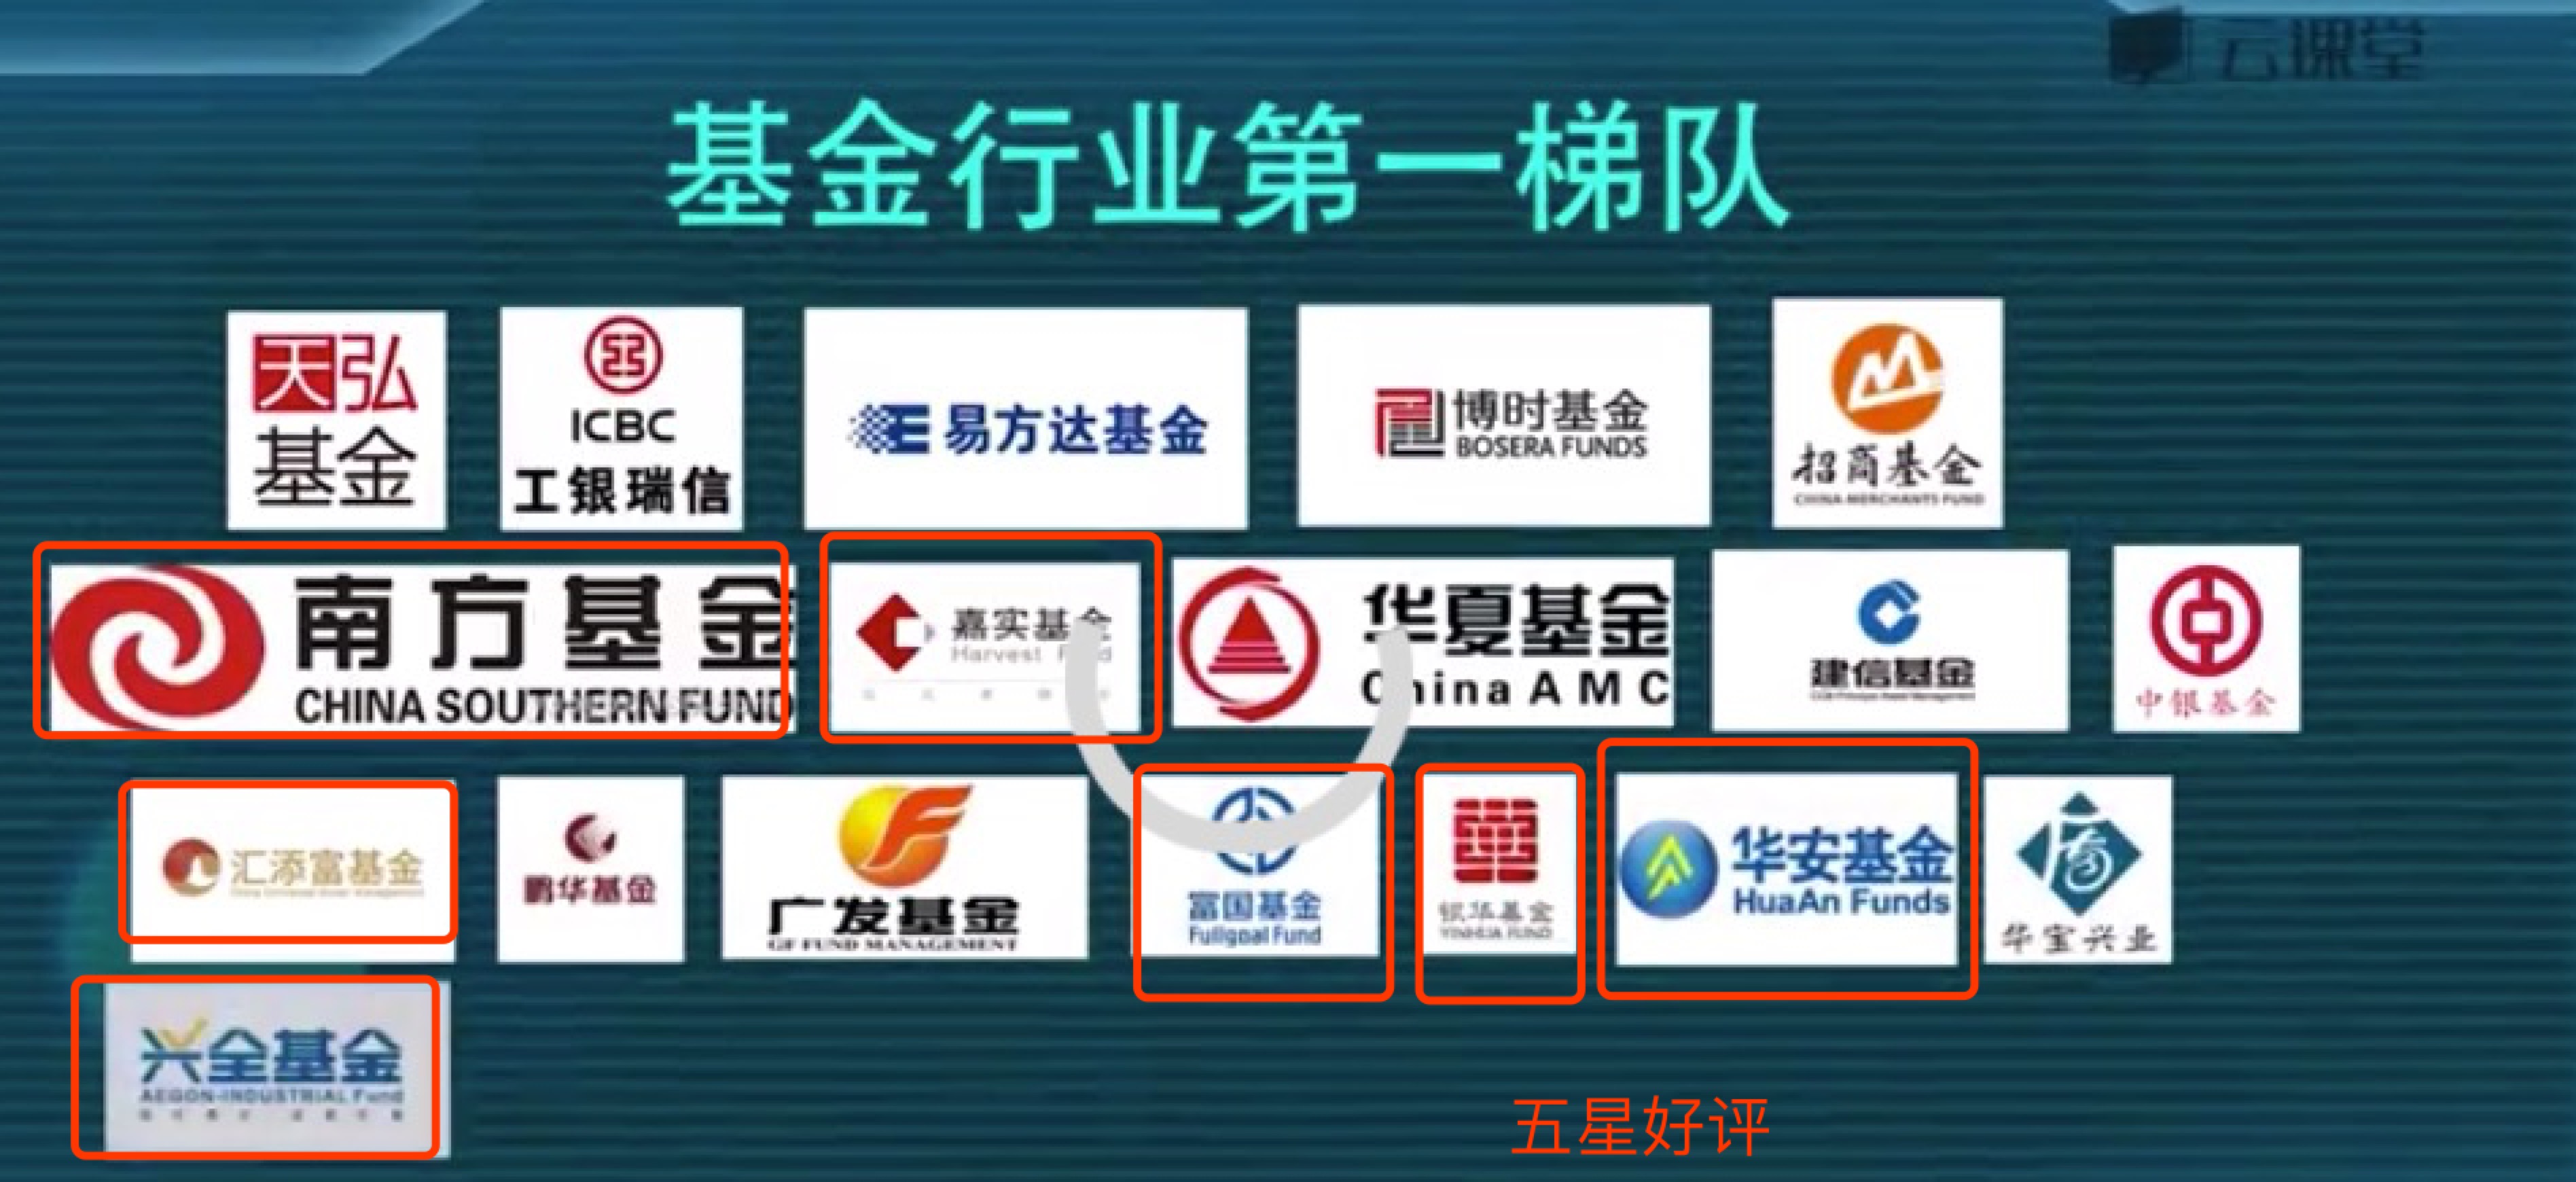 云课堂
基金行业第一梯队
天弘
基金
ICBC
工银瑞信
易方达基金
博时基金
BOSERA FUNDS
招商基金
CHINA MERCHANTS FUND
南方基金
CHINA SOUTHERN FUND
嘉实基金
Harvest Fund
华夏基金
China AMC
建信基金
中银基金
汇添富基金
鹏华基金
广发基金
GF FUND MANAGEMENT
富国基金
Fullgoal Fund
银华基金
YINHUA FUND
华安基金
HuaAn Funds
华宝兴业
兴全基金
AEGON-INDUSTRIAL Fund
五星好评